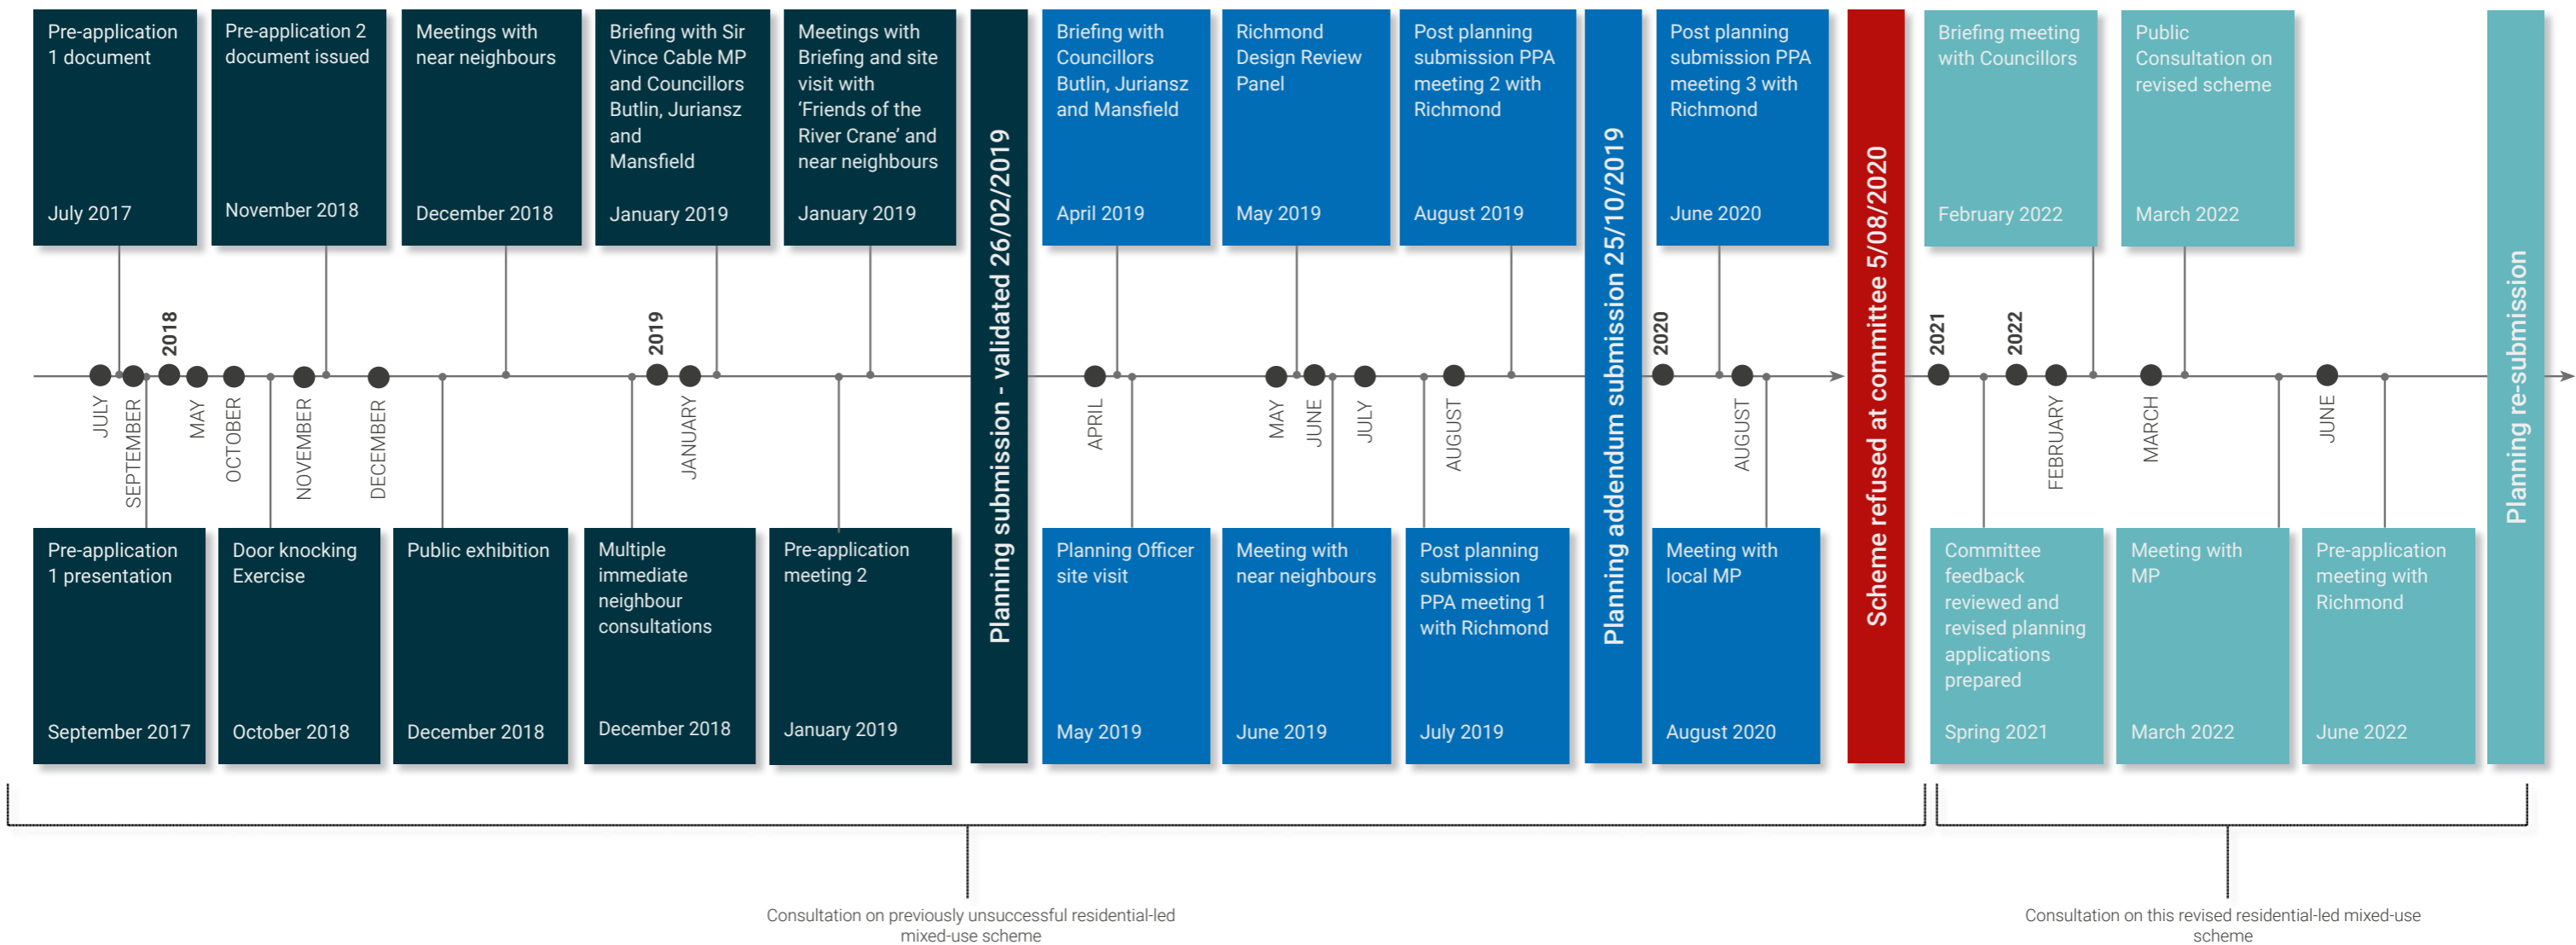 Pre-application
1 document
July 2017
Pre-application 2
document issued
November 2018
Meetings with
near neighbours
December 2018
Briefing with Sir
Vince Cable MP
and Councillors
Butlin, Juriansz
and
Mansfield
January 2019
Meetings with
Briefing and site
visit with
‘Friends of the
River Crane’ and
near neighbours
January 2019
Planning submission - validated 26/02/2019
Briefing with
Councillors
Butlin, Juriansz
and Mansfield
April 2019
Richmond
Design Review
Panel
May 2019
Post planning
submission PPA
meeting 2 with
Richmond
August 2019
Planning addendum submission 25/10/2019
Post planning
submission PPA
meeting 3 with
Richmond
June 2020
Scheme refused at committee 5/08/2020
Briefing meeting
with Councillors
February 2022
Public
Consultation on
revised scheme
March 2022
Planning re-submission
JULY
SEPTEMBER
2018
MAY
OCTOBER
NOVEMBER
DECEMBER
2019
JANUARY
APRIL
MAY
JUNE
JULY
AUGUST
2020
AUGUST
2021
2022
FEBRUARY
MARCH
JUNE
Pre-application
1 presentation
September 2017
Door knocking
Exercise
October 2018
Public exhibition
December 2018
Multiple
immediate
neighbour
consultations
December 2018
Pre-application
meeting 2
January 2019
Planning Officer
site visit
May 2019
Meeting with
near neighbours
June 2019
Post planning
submission
PPA meeting 1
with Richmond
July 2019
Meeting with
local MP
August 2020
Committee
feedback
reviewed and
revised planning
applications
prepared
Spring 2021
Meeting with
MP
March 2022
Pre-application
meeting with
Richmond
June 2022
Consultation on previously unsuccessful residential-led
mixed-use scheme
Consultation on this revised residential-led mixed-use
scheme